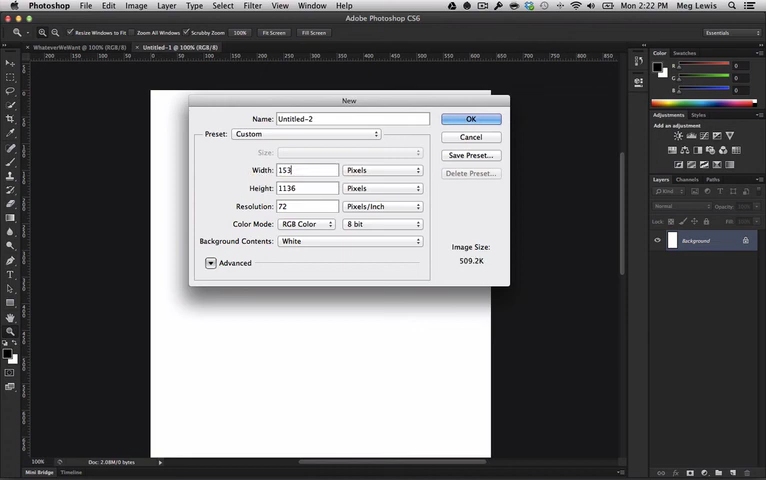 Photoshop File Edit Image Layer Type Select Filter View Window Help Mon 2:22 PM Meg Lewis
Adobe Photoshop CS6
Resize Windows to Fit Zoom All Windows Scrubby Zoom 100% Fit Screen Fill Screen Essentials
WhateverWeWant @ 100% (RGB/8) Untitled-1 @ 100% (RGB/8)
New
Name: Untitled-2 OK
Preset: Custom Cancel
Size: Save Preset...
Width: 153 Pixels Delete Preset...
Height: 1136 Pixels
Resolution: 72 Pixels/Inch
Color Mode: RGB Color 8 bit
Background Contents: White
Image Size:
509.2K
Advanced
Color Swatches
R 0
G 0
B 0
Adjustments Styles
Add an adjustment
Layers Channels Paths
Kind
Normal Opacity:
Lock: Fill:
Background
100% Doc: 2.08M/0 bytes
Mini Bridge Timeline